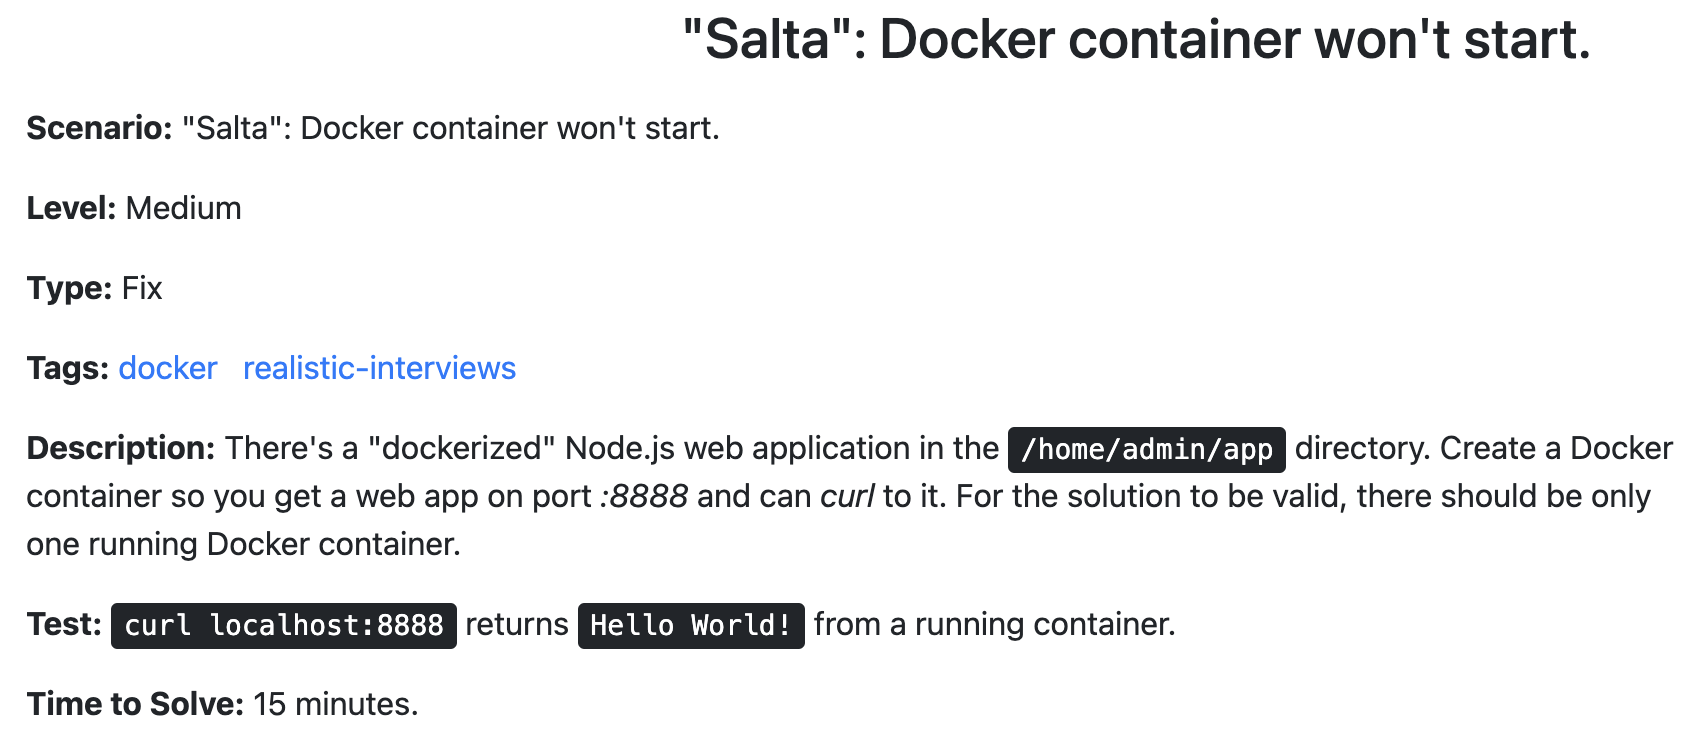 "Salta": Docker container won't start.
Scenario: "Salta": Docker container won't start.
Level: Medium
Type: Fix
Tags: docker realistic-interviews
Description: There's a "dockerized" Node.js web application in the /home/admin/app directory. Create a Docker
container so you get a web app on port :8888 and can curl to it. For the solution to be valid, there should be only
one running Docker container.
Test: curl localhost:8888 returns Hello World! from a running container.
Time to Solve: 15 minutes.